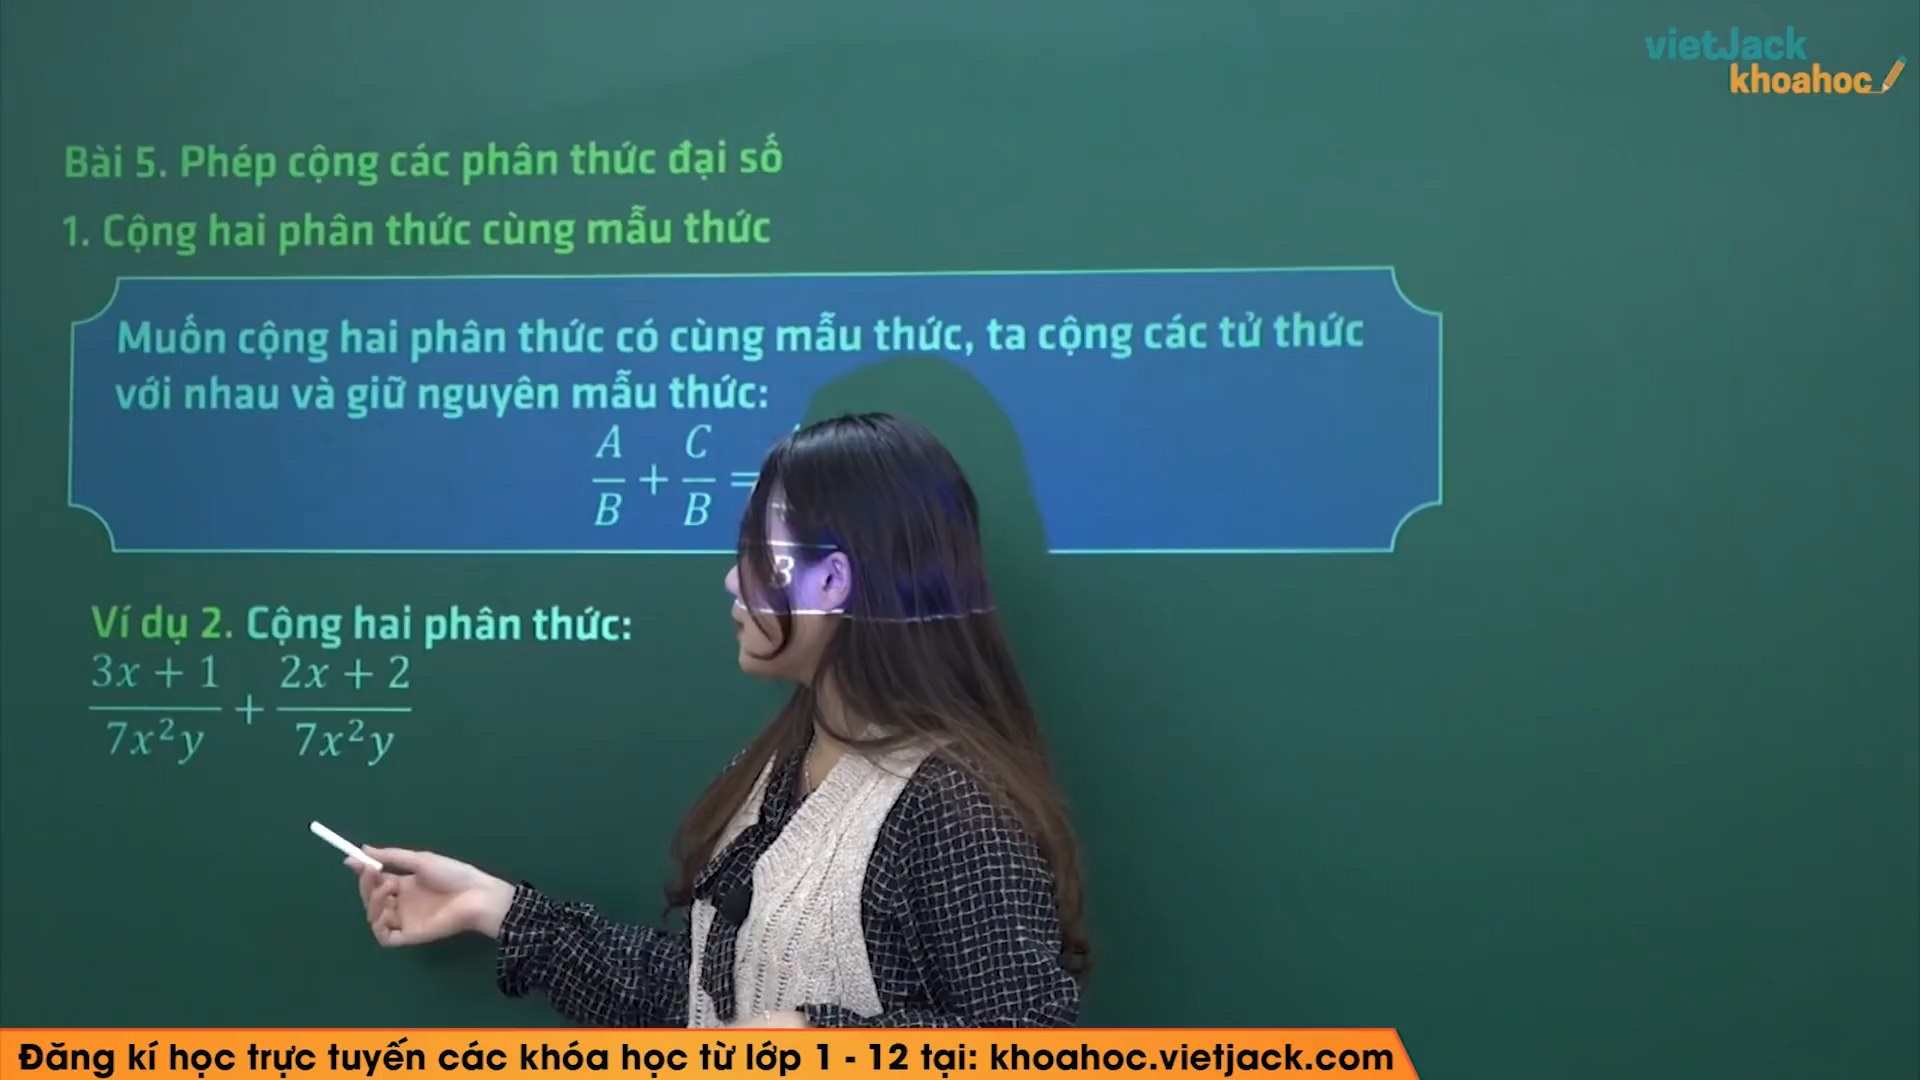 vietJack
khoahoc
Bài 5. Phép cộng các phân thức đại số
1. Cộng hai phân thức cùng mẫu thức
Muốn cộng hai phân thức có cùng mẫu thức, ta cộng các tử thức
với nhau và giữ nguyên mẫu thức:
A/B + C/B =
Ví dụ 2. Cộng hai phân thức:
(3x + 1)/(7x²y) + (2x + 2)/(7x²y)
Đăng kí học trực tuyến các khóa học từ lớp 1 - 12 tại: khoahoc.vietjack.com